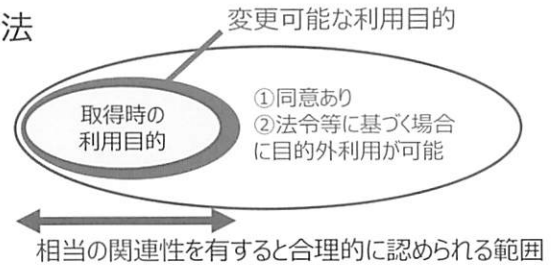 法
変更可能な利用目的
取得時の
利用目的
①同意あり
②法令等に基づく場合
に目的外利用が可能
相当の関連性を有すると合理的に認められる範囲